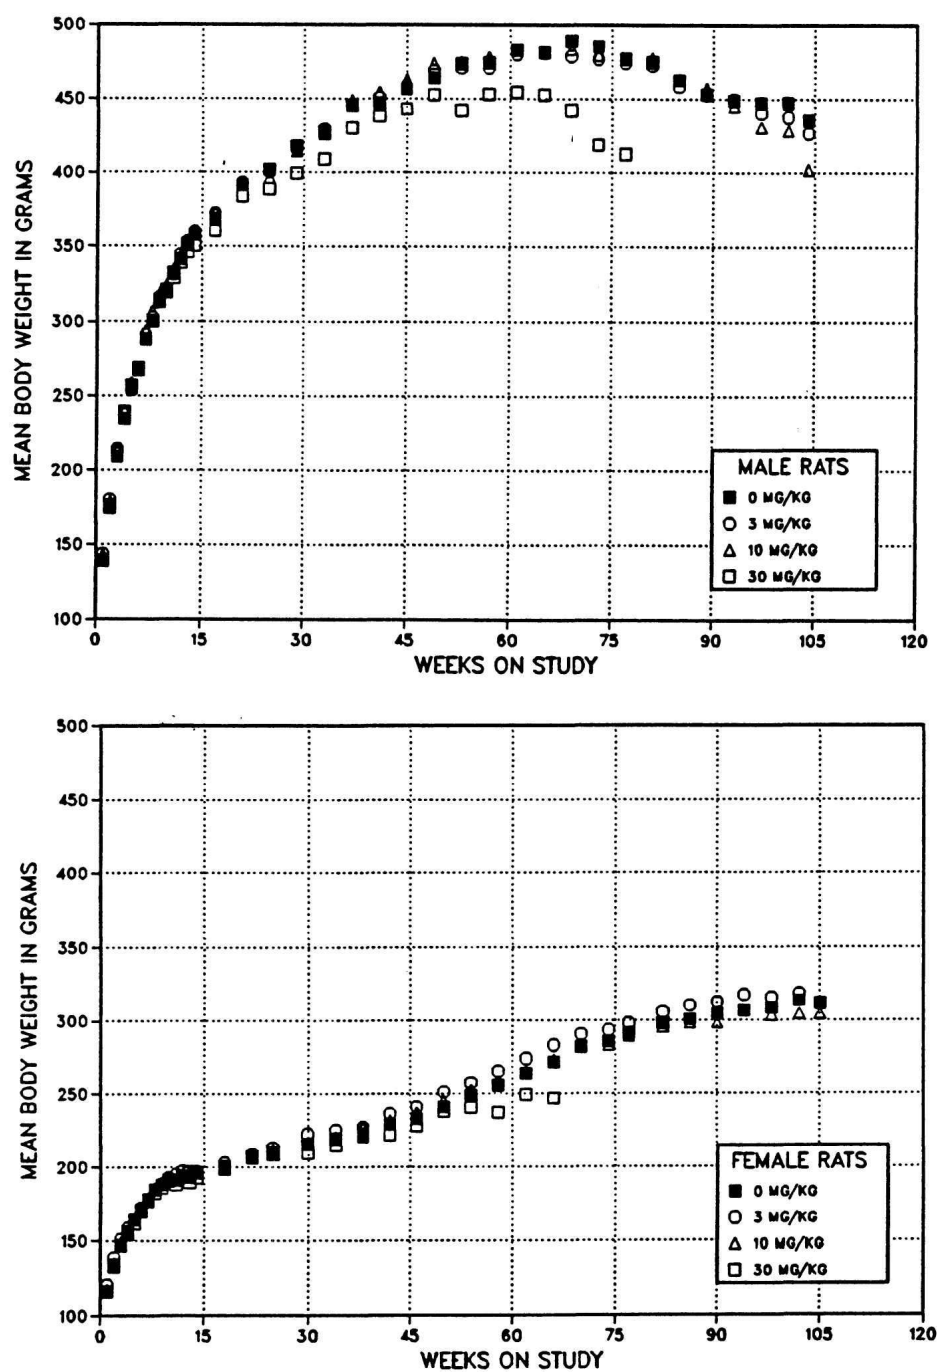 MEAN BODY WEIGHT IN GRAMS
500
450
400
350
300
250
200
150
100
0 15 30 45 60 75 90 105 120
WEEKS ON STUDY
MALE RATS
0 MG/KG
3 MG/KG
10 MG/KG
30 MG/KG
MEAN BODY WEIGHT IN GRAMS
500
450
400
350
300
250
200
150
100
0 15 30 45 60 75 90 105 120
WEEKS ON STUDY
FEMALE RATS
0 MG/KG
3 MG/KG
10 MG/KG
30 MG/KG